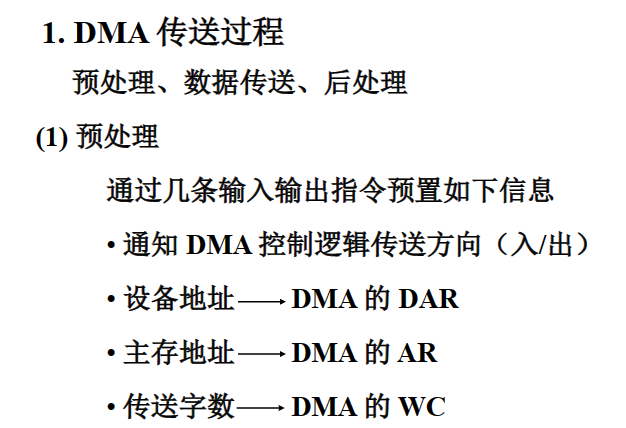 1. DMA 传送过程
预处理、数据传送、后处理
(1) 预处理
通过几条输入输出指令预置如下信息
• 通知 DMA 控制逻辑传送方向（入/出）
• 设备地址 → DMA 的 DAR
• 主存地址 → DMA 的 AR
• 传送字数 → DMA 的 WC